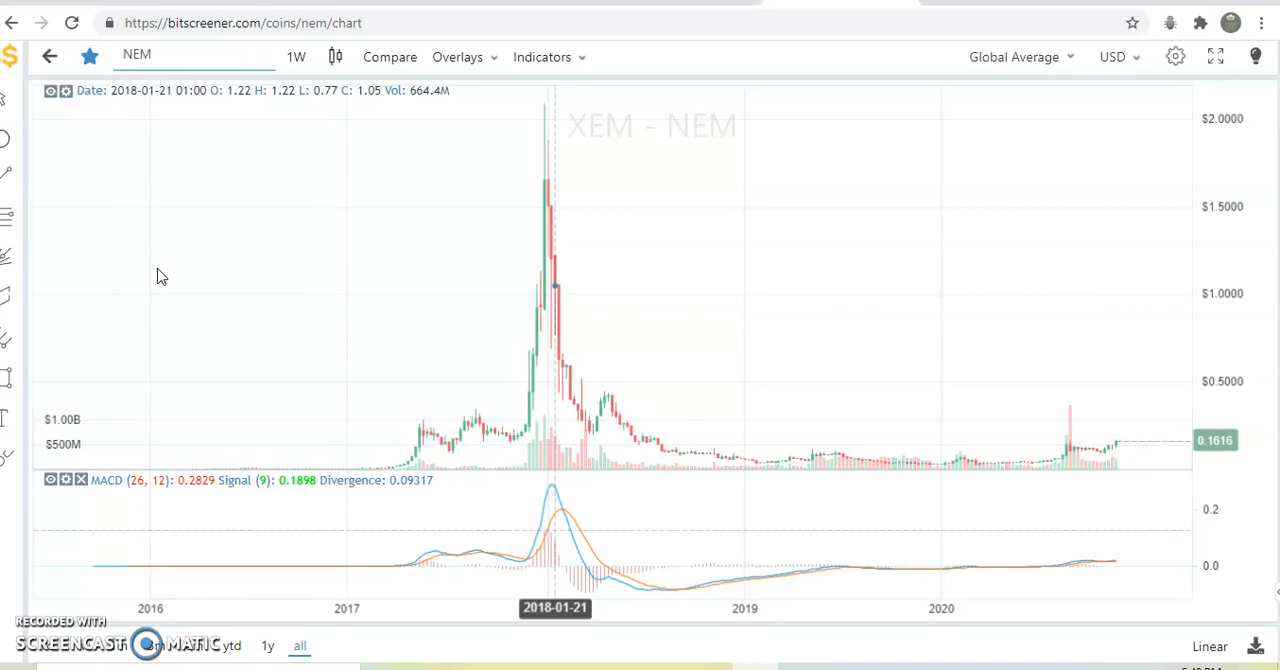 https://bitscreener.com/coins/nem/chart
NEM 1W Compare Overlays Indicators Global Average USD
Date: 2018-01-21 01:00 O: 1.22 H: 1.22 L: 0.77 C: 1.05 Vol: 664.4M
XEM - NEM
$2.0000
$1.5000
$1.0000
$0.5000
$1.00B
$500M
0.1616
MACD (26, 12): 0.2829 Signal (9): 0.1898 Divergence: 0.09317
0.2
0.0
2016 2017 2018-01-21 2019 2020
RECORDED WITH
SCREENCAST MATIC
ytd 1y all Linear